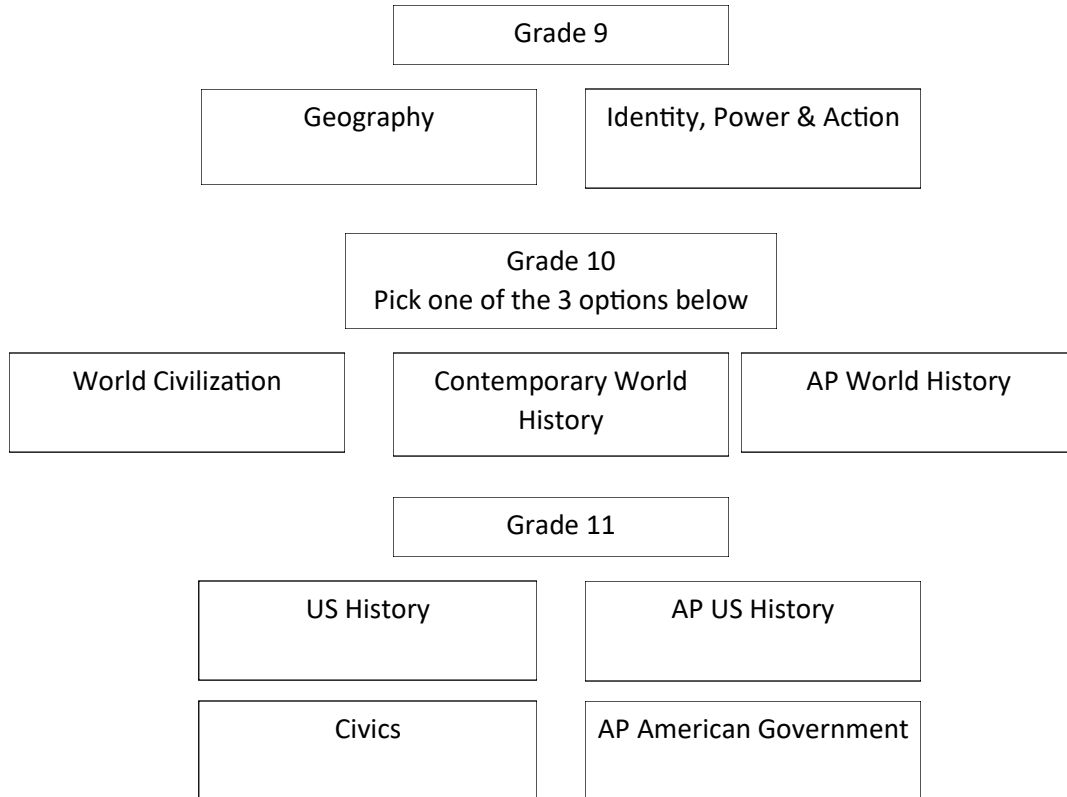 Grade 9
Geography
Identity, Power & Action
Grade 10
Pick one of the 3 options below
World Civilization
Contemporary World
History
AP World History
Grade 11
US History
AP US History
Civics
AP American Government